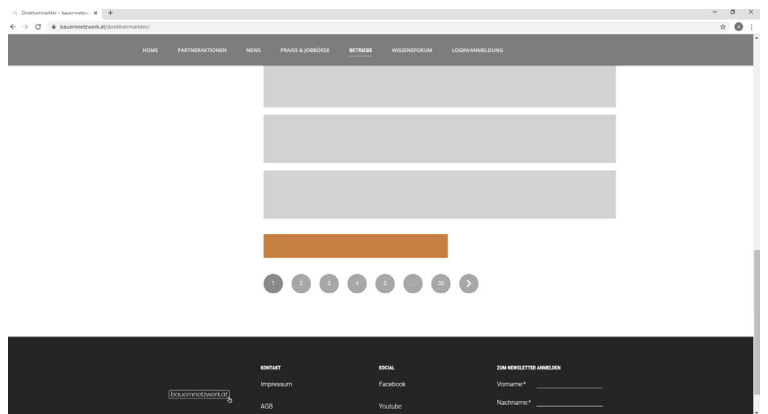 Direktvermarkter - bauernnetzw
bauernnetzwerk.at/direktvermarkter/
HOME PARTNERAKTIONEN NEWS PRAXIS & JOBBÖRSE BETRIEBE WISSENSFORUM LOGIN/ANMELDUNG
1 2 3 4 5 ... 30
KONTAKT SOCIAL ZUM NEWSLETTER ANMELDEN
Impressum Facebook Vorname:*
bauernnetzwerk.at
AGB Youtube Nachname:*